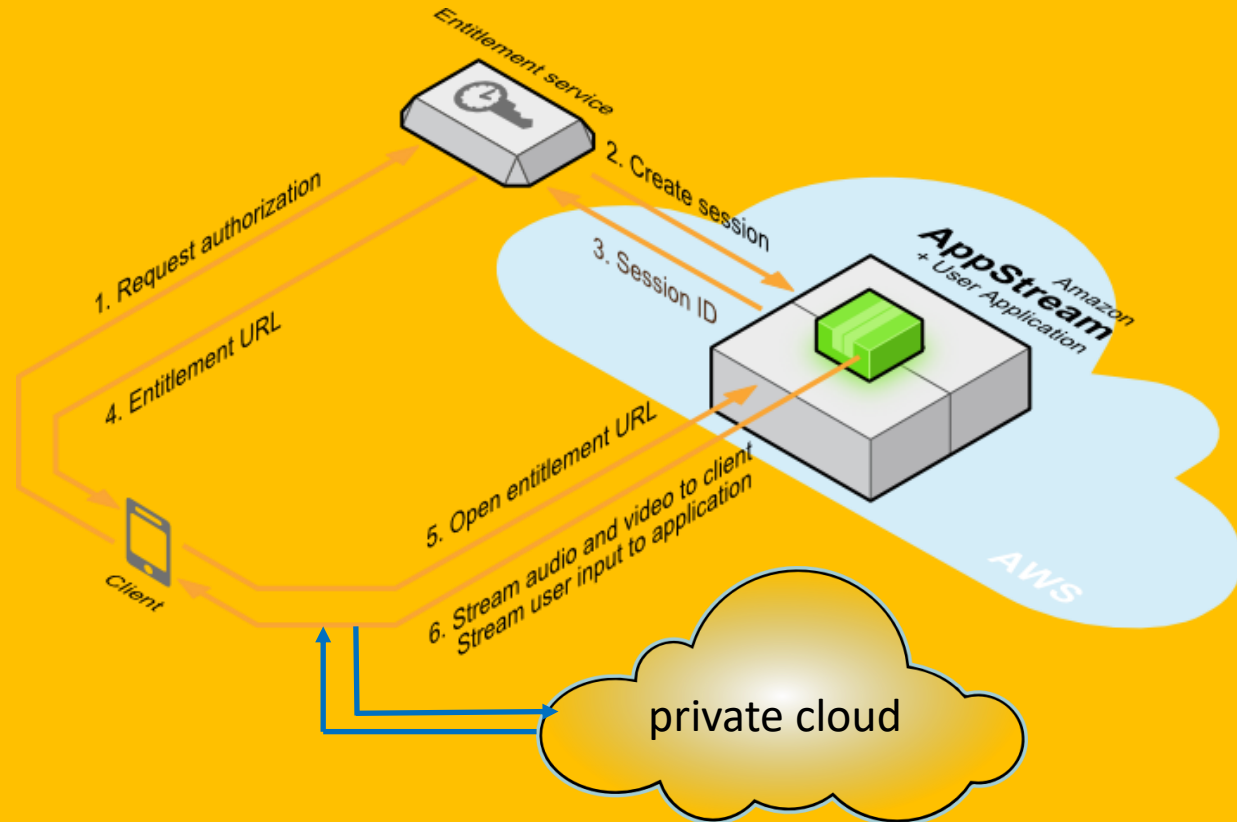 Entitlement service
1. Request authorization
2. Create session
3. Session ID
4. Entitlement URL
Amazon
AppStream
+ User Application
5. Open entitlement URL
6. Stream audio and video to client
Stream user input to application
Client
AWS
private cloud